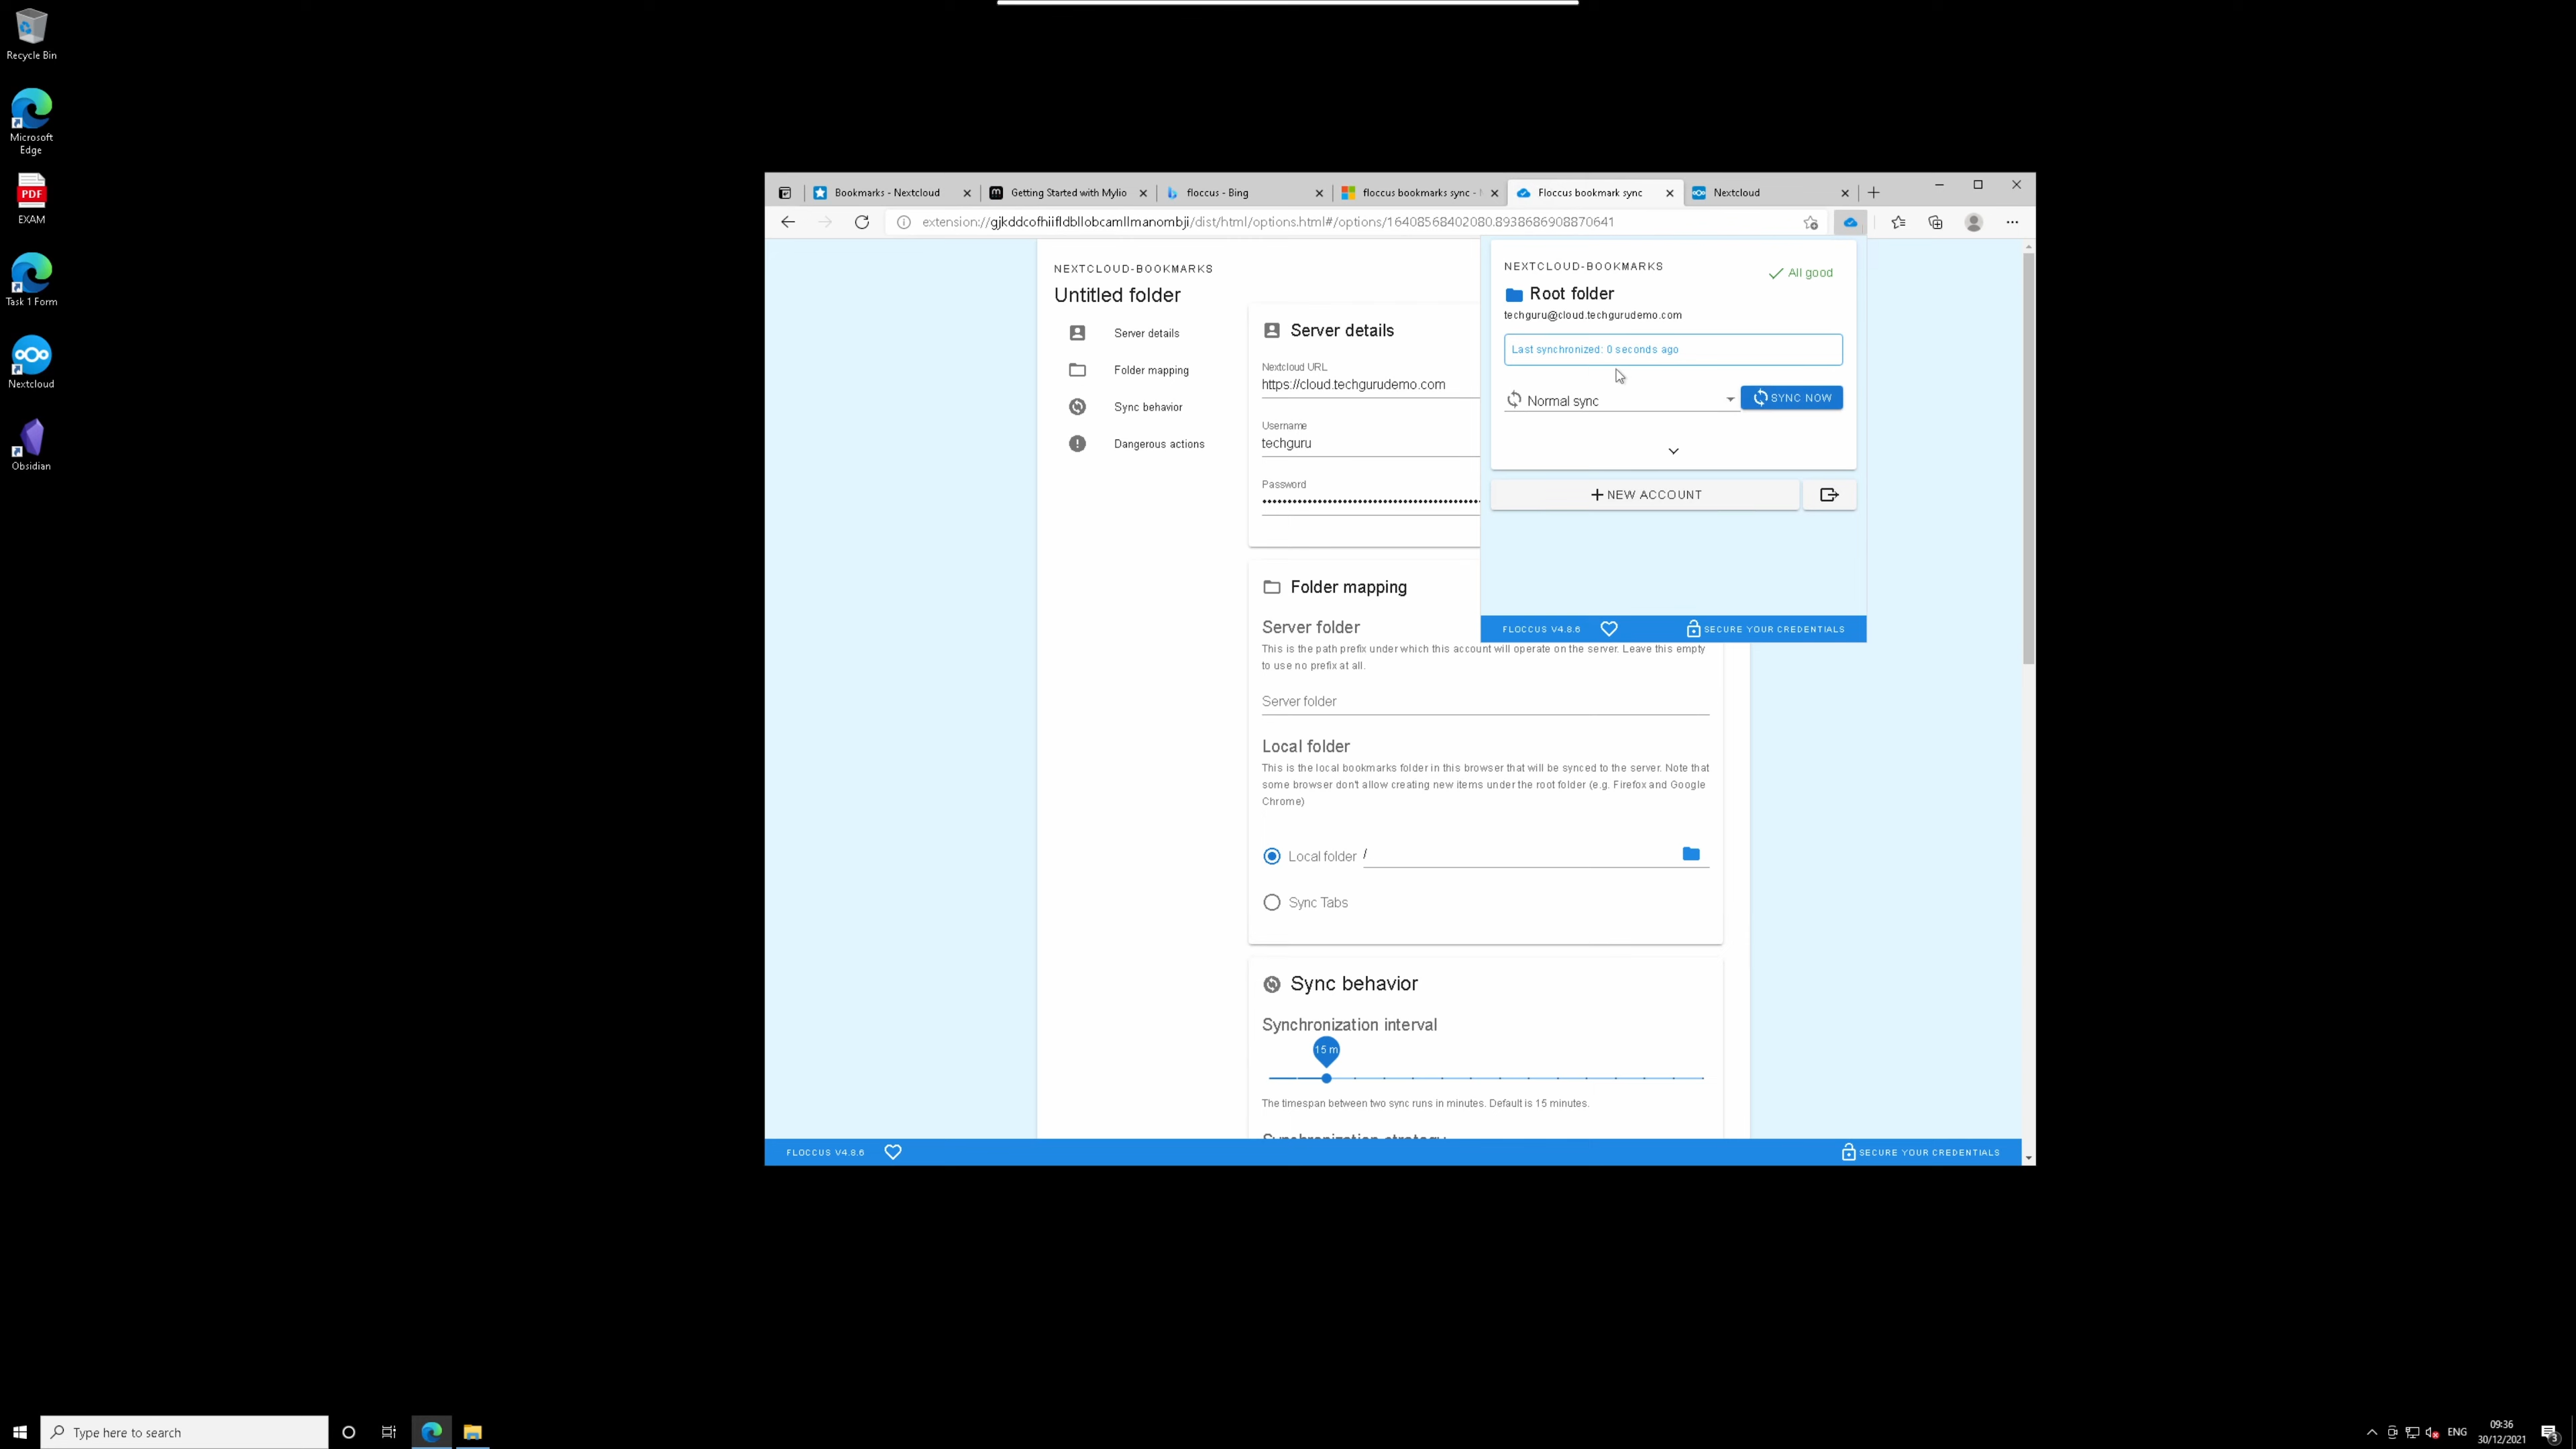 Recycle Bin
Microsoft
Edge
PDF
EXAM
Task 1 Form
Nextcloud
Obsidian
Bookmarks - Nextcloud
Getting Started with Mylio
floccus - Bing
floccus bookmarks sync -
Floccus bookmark sync
Nextcloud
extension://gjkddcofhiifldbllobcamllmanombji/dist/html/options.html#/options/16408568402080.8938686908870641
NEXTCLOUD-BOOKMARKS
Untitled folder
Server details
Folder mapping
Sync behavior
Dangerous actions
Server details
Nextcloud URL
https://cloud.techgurudemo.com
Username
techguru
Password
NEXTCLOUD-BOOKMARKS
All good
Root folder
techguru@cloud.techgurudemo.com
Last synchronized: 0 seconds ago
Normal sync
SYNC NOW
NEW ACCOUNT
FLOCCUS V4.8.6
SECURE YOUR CREDENTIALS
Folder mapping
Server folder
This is the path prefix under which this account will operate on the server. Leave this empty
to use no prefix at all.
Server folder
Local folder
This is the local bookmarks folder in this browser that will be synced to the server. Note that
some browser don't allow creating new items under the root folder (e.g. Firefox and Google
Chrome)
Local folder /
Sync Tabs
Sync behavior
Synchronization interval
15 m
The timespan between two sync runs in minutes. Default is 15 minutes.
Synchronization strategy
FLOCCUS V4.8.6
SECURE YOUR CREDENTIALS
Type here to search
ENG
09:36
30/12/2021
3